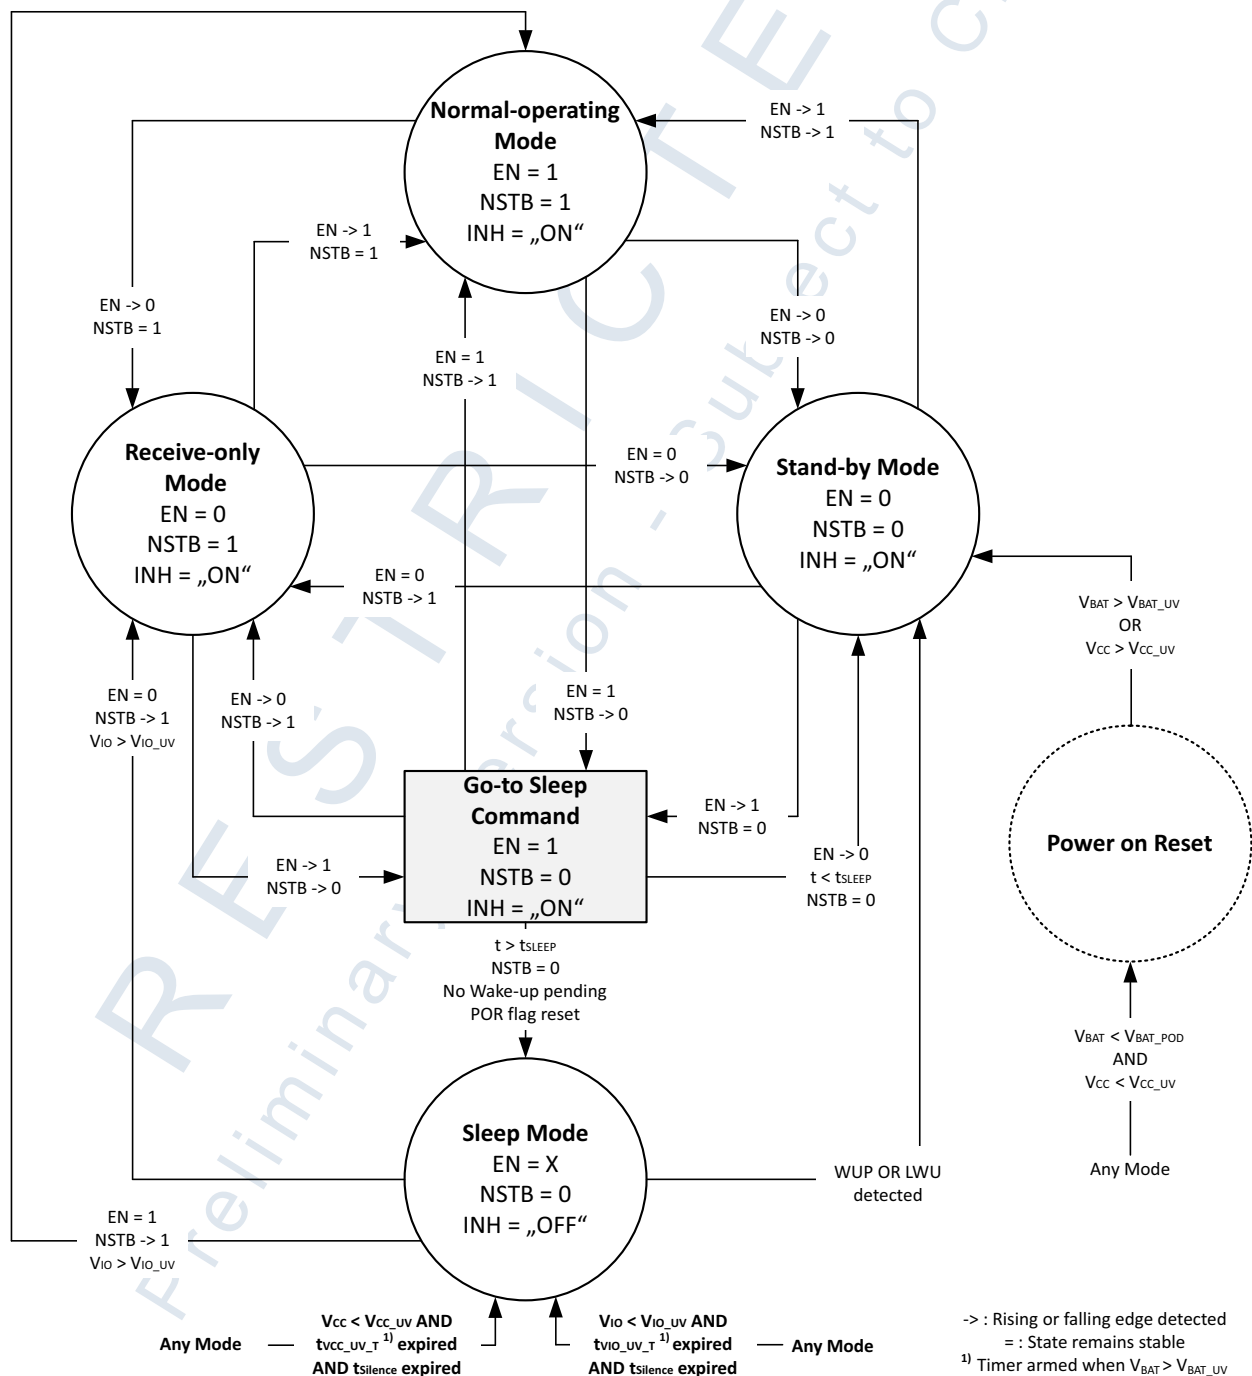 Normal-operating
Mode
EN = 1
NSTB = 1
INH = „ON“
EN -> 1
NSTB -> 1
EN -> 1
NSTB = 1
EN -> 0
NSTB = 1
EN -> 0
NSTB -> 0
EN = 1
NSTB -> 1
Receive-only
Mode
EN = 0
NSTB = 1
INH = „ON“
EN = 0
NSTB -> 0
Stand-by Mode
EN = 0
NSTB = 0
INH = „ON“
EN = 0
NSTB -> 1
VBAT > VBAT_UV
OR
VCC > VCC_UV
EN = 0
NSTB -> 1
VIO > VIO_UV
EN -> 0
NSTB -> 1
EN = 1
NSTB -> 0
Go-to Sleep
Command
EN = 1
NSTB = 0
INH = „ON“
EN -> 1
NSTB = 0
EN -> 1
NSTB -> 0
EN -> 0
t < tSLEEP
NSTB = 0
Power on Reset
t > tSLEEP
NSTB = 0
No Wake-up pending
POR flag reset
VBAT < VBAT_POD
AND
VCC < VCC_UV
Any Mode
Sleep Mode
EN = X
NSTB = 0
INH = „OFF“
WUP OR LWU
detected
EN = 1
NSTB -> 1
VIO > VIO_UV
Any Mode
VCC < VCC_UV AND
tVCC_UV_T 1) expired
AND tSilence expired
VIO < VIO_UV AND
tVIO_UV_T 1) expired
AND tSilence expired
Any Mode
-> : Rising or falling edge detected
= : State remains stable
1) Timer armed when VBAT > VBAT_UV
RESTRICTE
Preliminary Version - Subject to C